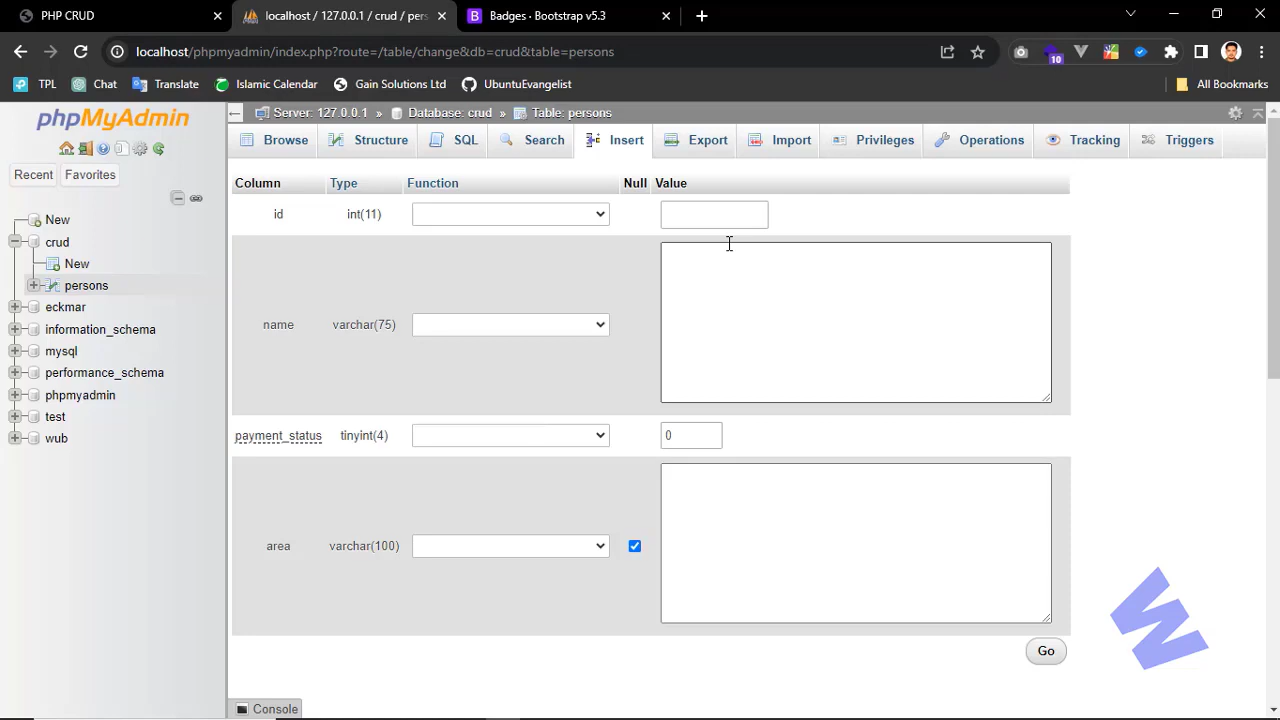 PHP CRUD
localhost / 127.0.0.1 / crud / pers
Badges · Bootstrap v5.3
localhost/phpmyadmin/index.php?route=/table/change&db=crud&table=persons
10
TPL
Chat
Translate
Islamic Calendar
Gain Solutions Ltd
UbuntuEvangelist
All Bookmarks
phpMyAdmin
Recent
Favorites
New
crud
New
persons
eckmar
information_schema
mysql
performance_schema
phpmyadmin
test
wub
Server: 127.0.0.1 » Database: crud » Table: persons
Browse
Structure
SQL
Search
Insert
Export
Import
Privileges
Operations
Tracking
Triggers
Column Type Function Null Value
id int(11)
name varchar(75)
payment_status tinyint(4) 0
area varchar(100)
Go
Console
W